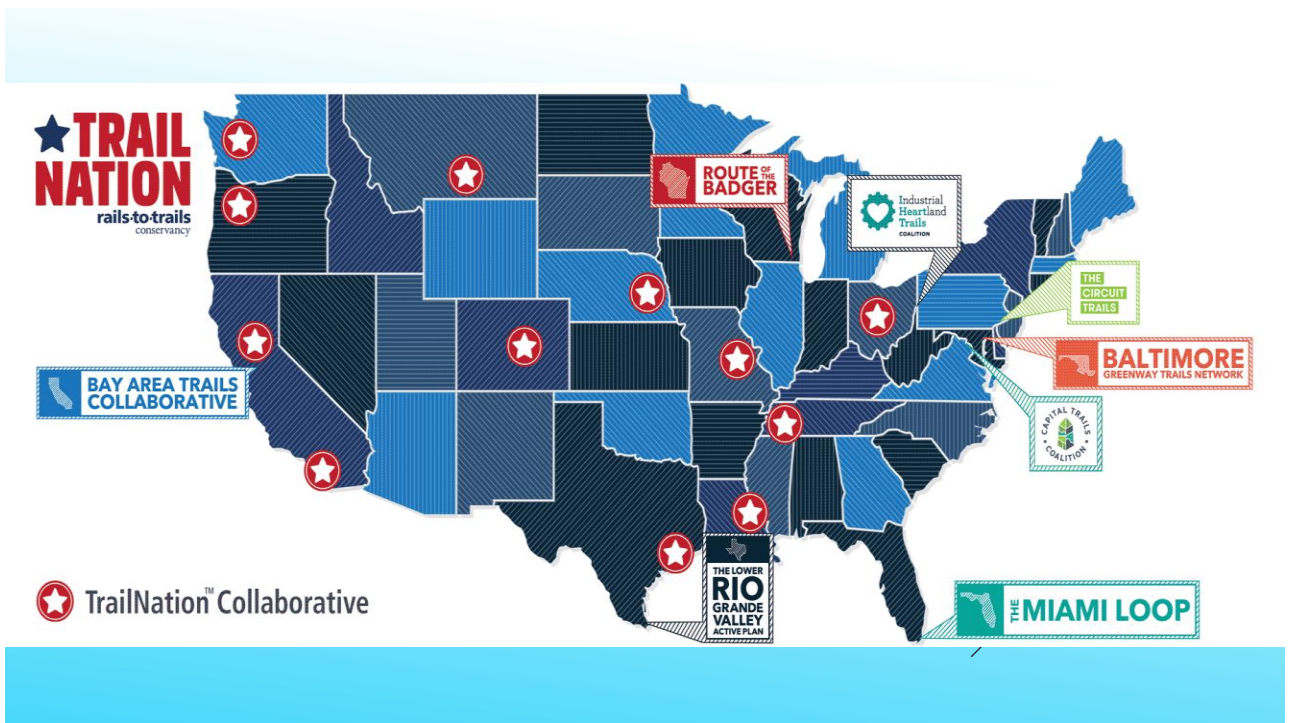 TRAIL
NATION
rails-to-trails
conservancy
ROUTE OF THE
BADGER
Industrial
Heartland
Trails
COALITION
THE
CIRCUIT
TRAILS
BALTIMORE
GREENWAY TRAILS NETWORK
BAY AREA TRAILS
COLLABORATIVE
CAPITAL TRAILS
COALITION
THE LOWER
RIO
GRANDE
VALLEY
ACTIVE PLAN
TrailNation™ Collaborative
THE MIAMI LOOP